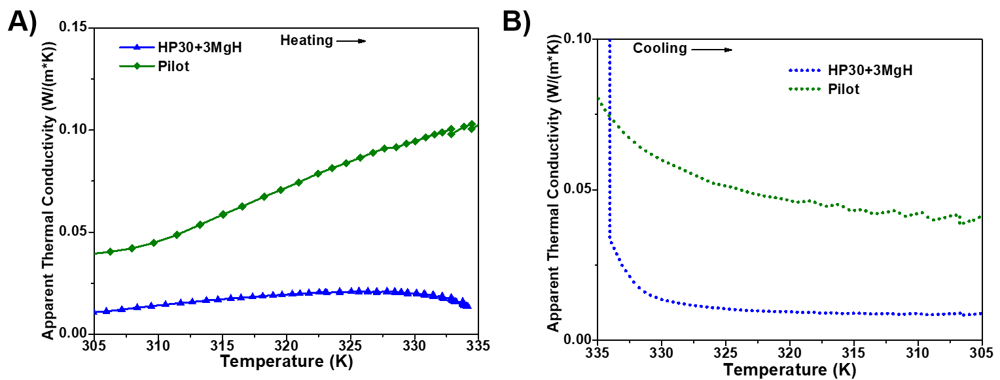 A)
Apparent Thermal Conductivity (W/(m*K))
0.15
0.10
0.05
0.00
HP30+3MgH
Pilot
Heating
305
310
315
320
325
330
335
Temperature (K)
B)
Apparent Thermal Conductivity (W/(m*K))
0.10
0.05
0.00
Cooling
HP30+3MgH
Pilot
335
330
325
320
315
310
305
Temperature (K)